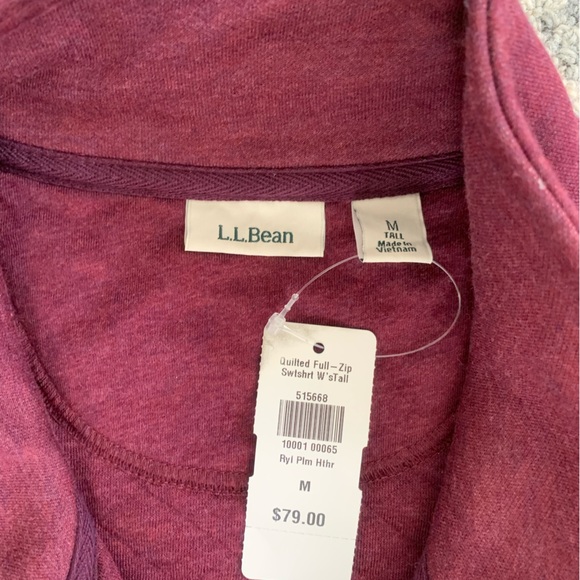 L.L.Bean
M
TALL
Made in
Vietnam
Quilted Full-Zip
Swtshrt W'sTall
515668
10001 00065
Ryl Plm Hthr
M
$79.00